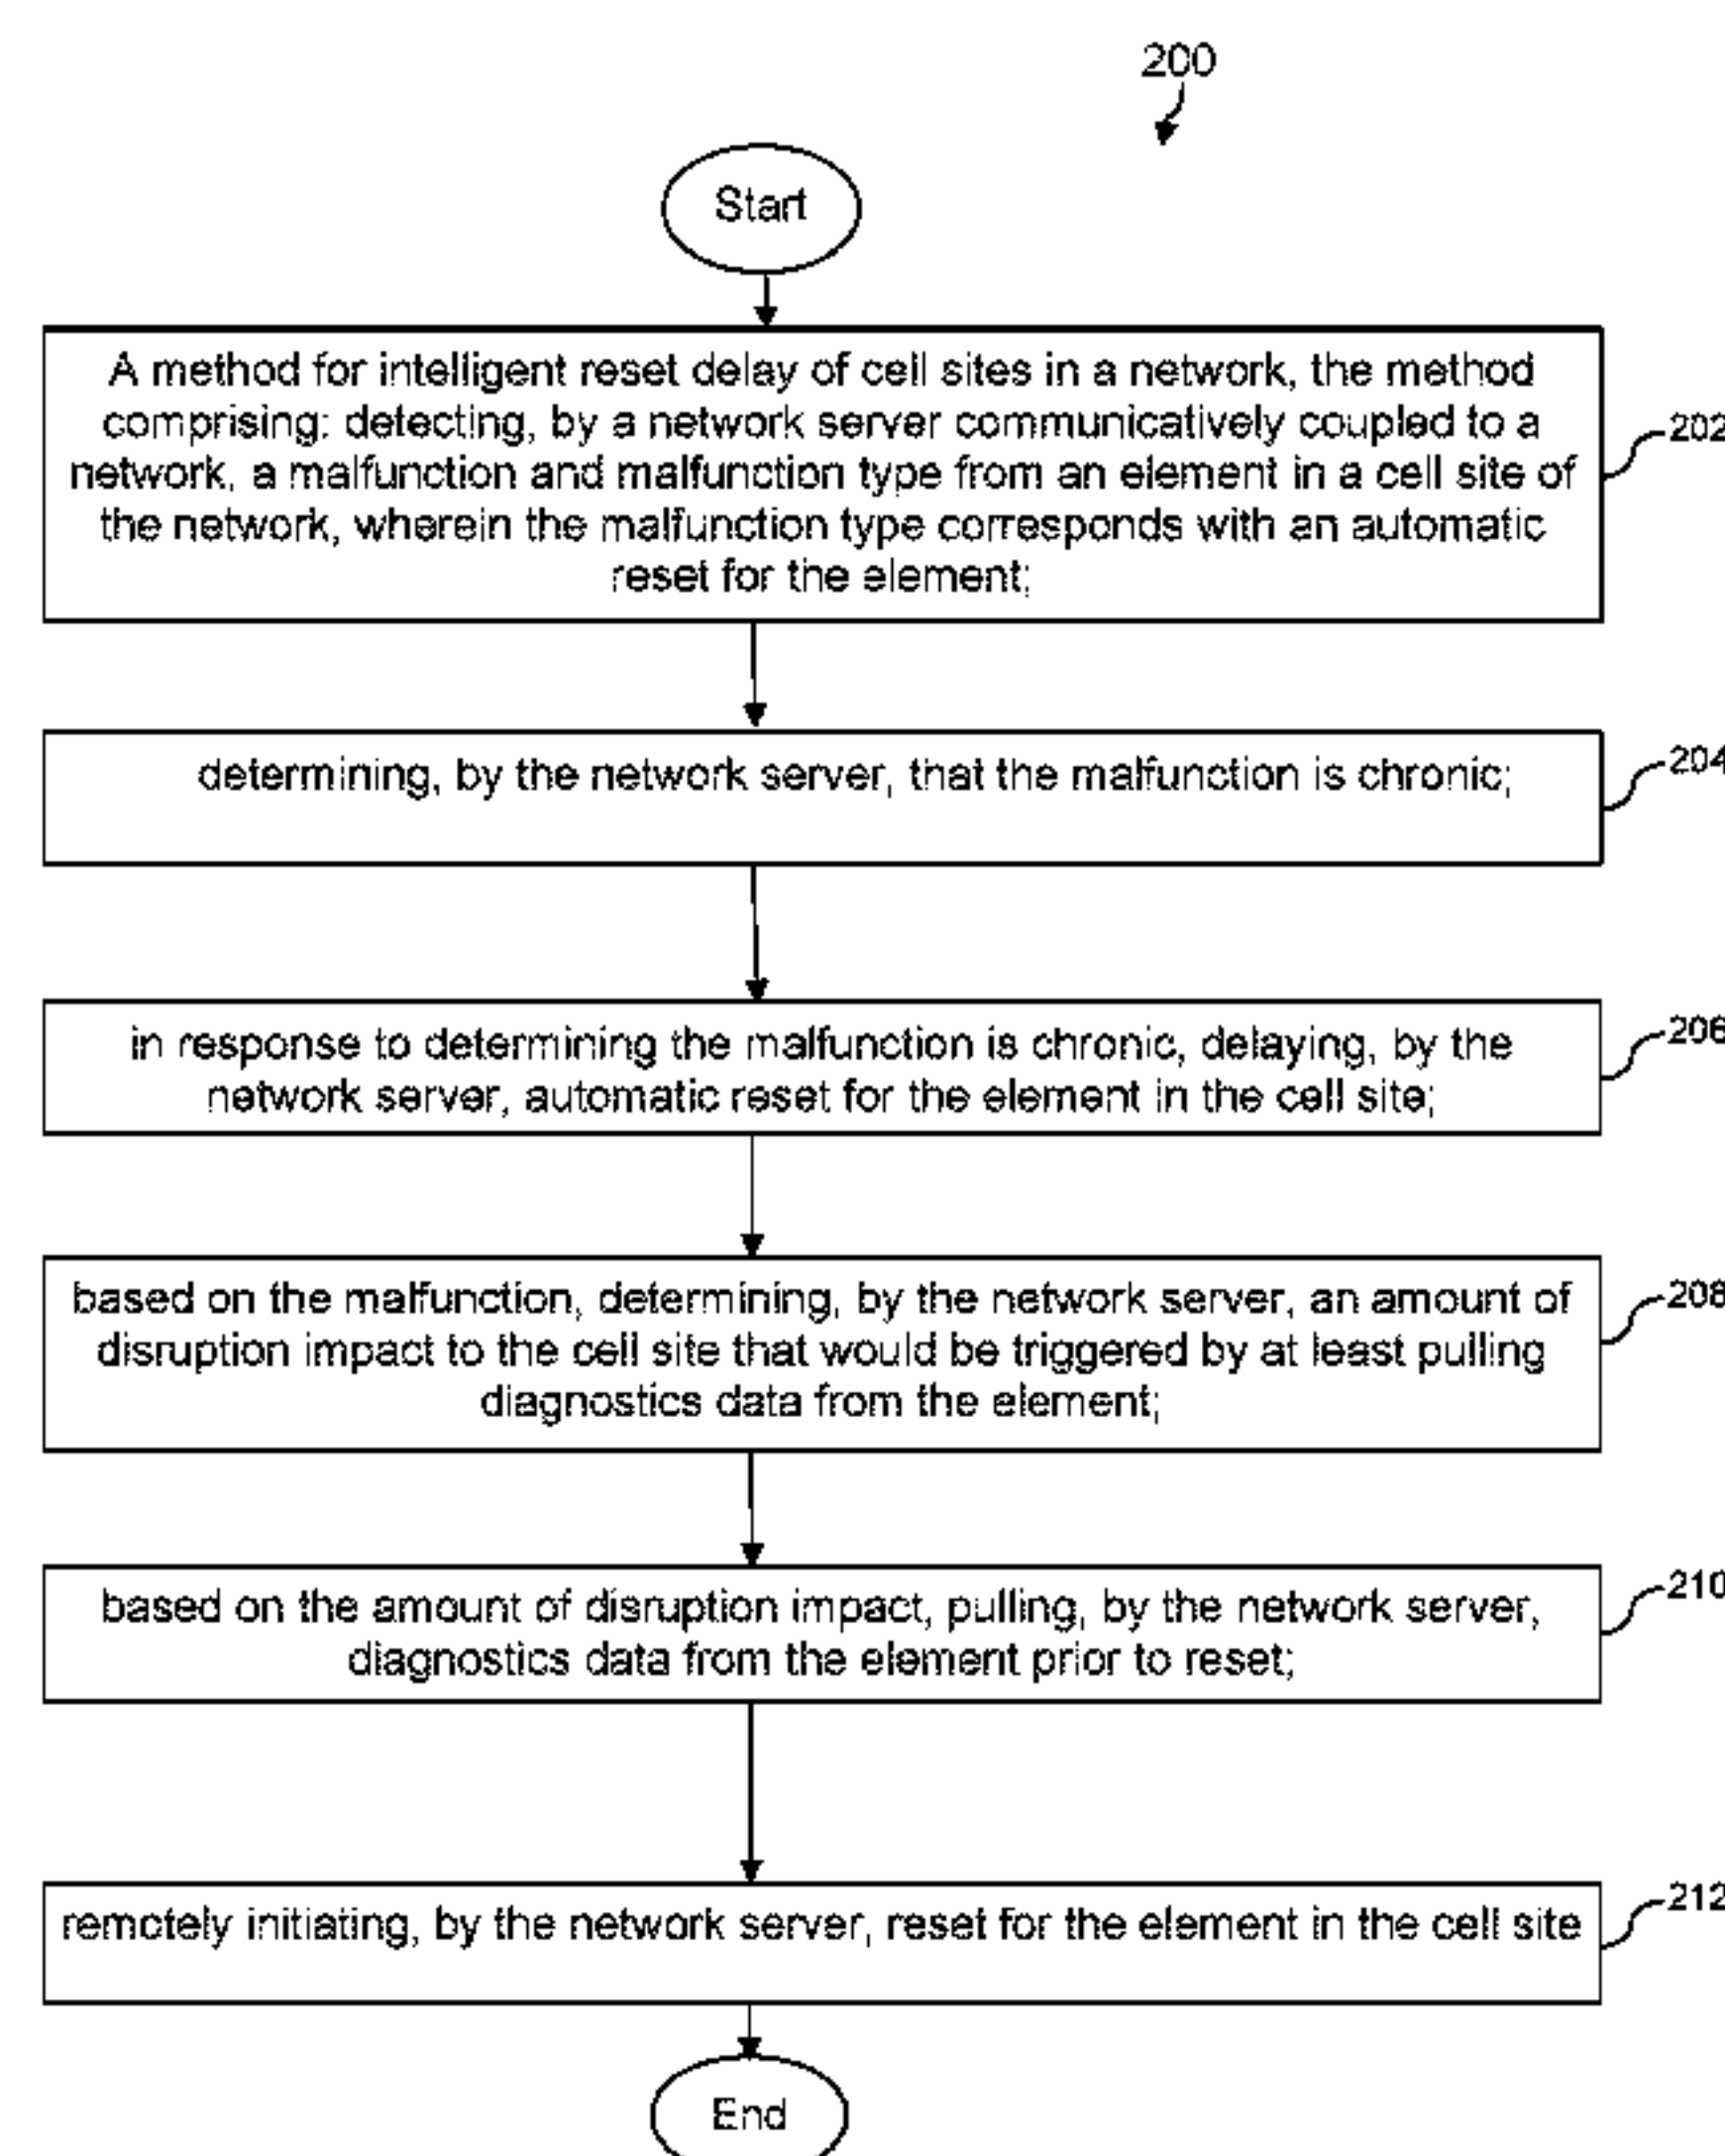 200
Start
A method for intelligent reset delay of cell sites in a network, the method
comprising: detecting, by a network server communicatively coupled to a
network, a malfunction and malfunction type from an element in a cell site of
the network, wherein the malfunction type corresponds with an automatic
reset for the element;
202
determining, by the network server, that the malfunction is chronic;
204
in response to determining the malfunction is chronic, delaying, by the
network server, automatic reset for the element in the cell site;
206
based on the malfunction, determining, by the network server, an amount of
disruption impact to the cell site that would be triggered by at least pulling
diagnostics data from the element;
208
based on the amount of disruption impact, pulling, by the network server,
diagnostics data from the element prior to reset;
210
remotely initiating, by the network server, reset for the element in the cell site
212
End